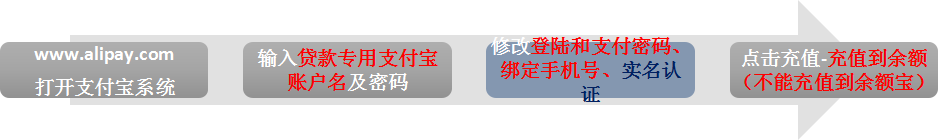 www.alipay.com
打开支付宝系统
输入贷款专用支付宝
账户名及密码
修改登陆和支付密码、
绑定手机号、实名认
证
点击充值-充值到余额
（不能充值到余额宝）